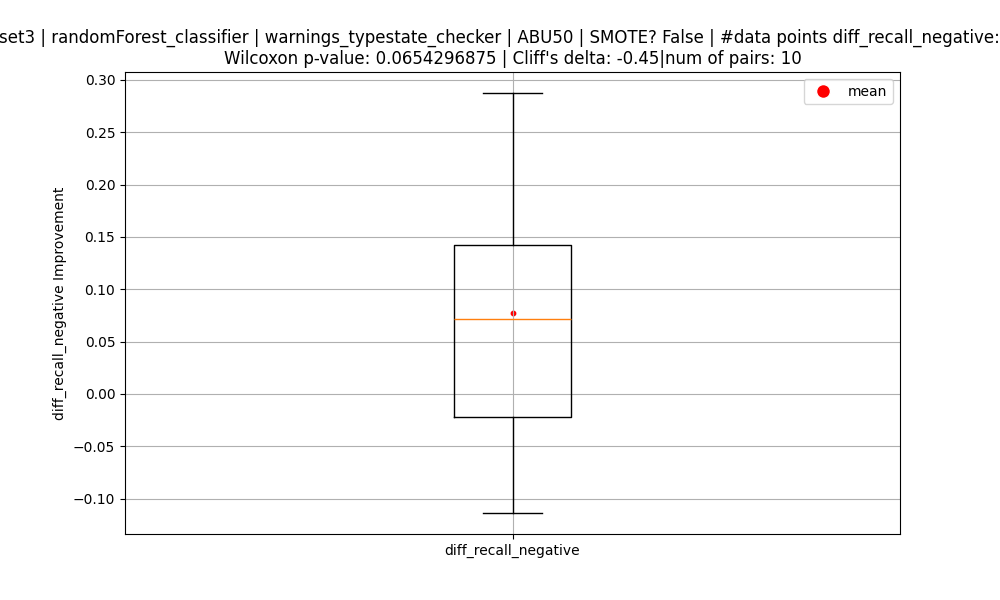 set3 | randomForest_classifier | warnings_typestate_checker | ABU50 | SMOTE? False | #data points diff_recall_negative:
Wilcoxon p-value: 0.0654296875 | Cliff's delta: -0.45|num of pairs: 10
mean
0.30
0.25
0.20
0.15
0.10
0.05
0.00
−0.05
−0.10
diff_recall_negative Improvement
diff_recall_negative